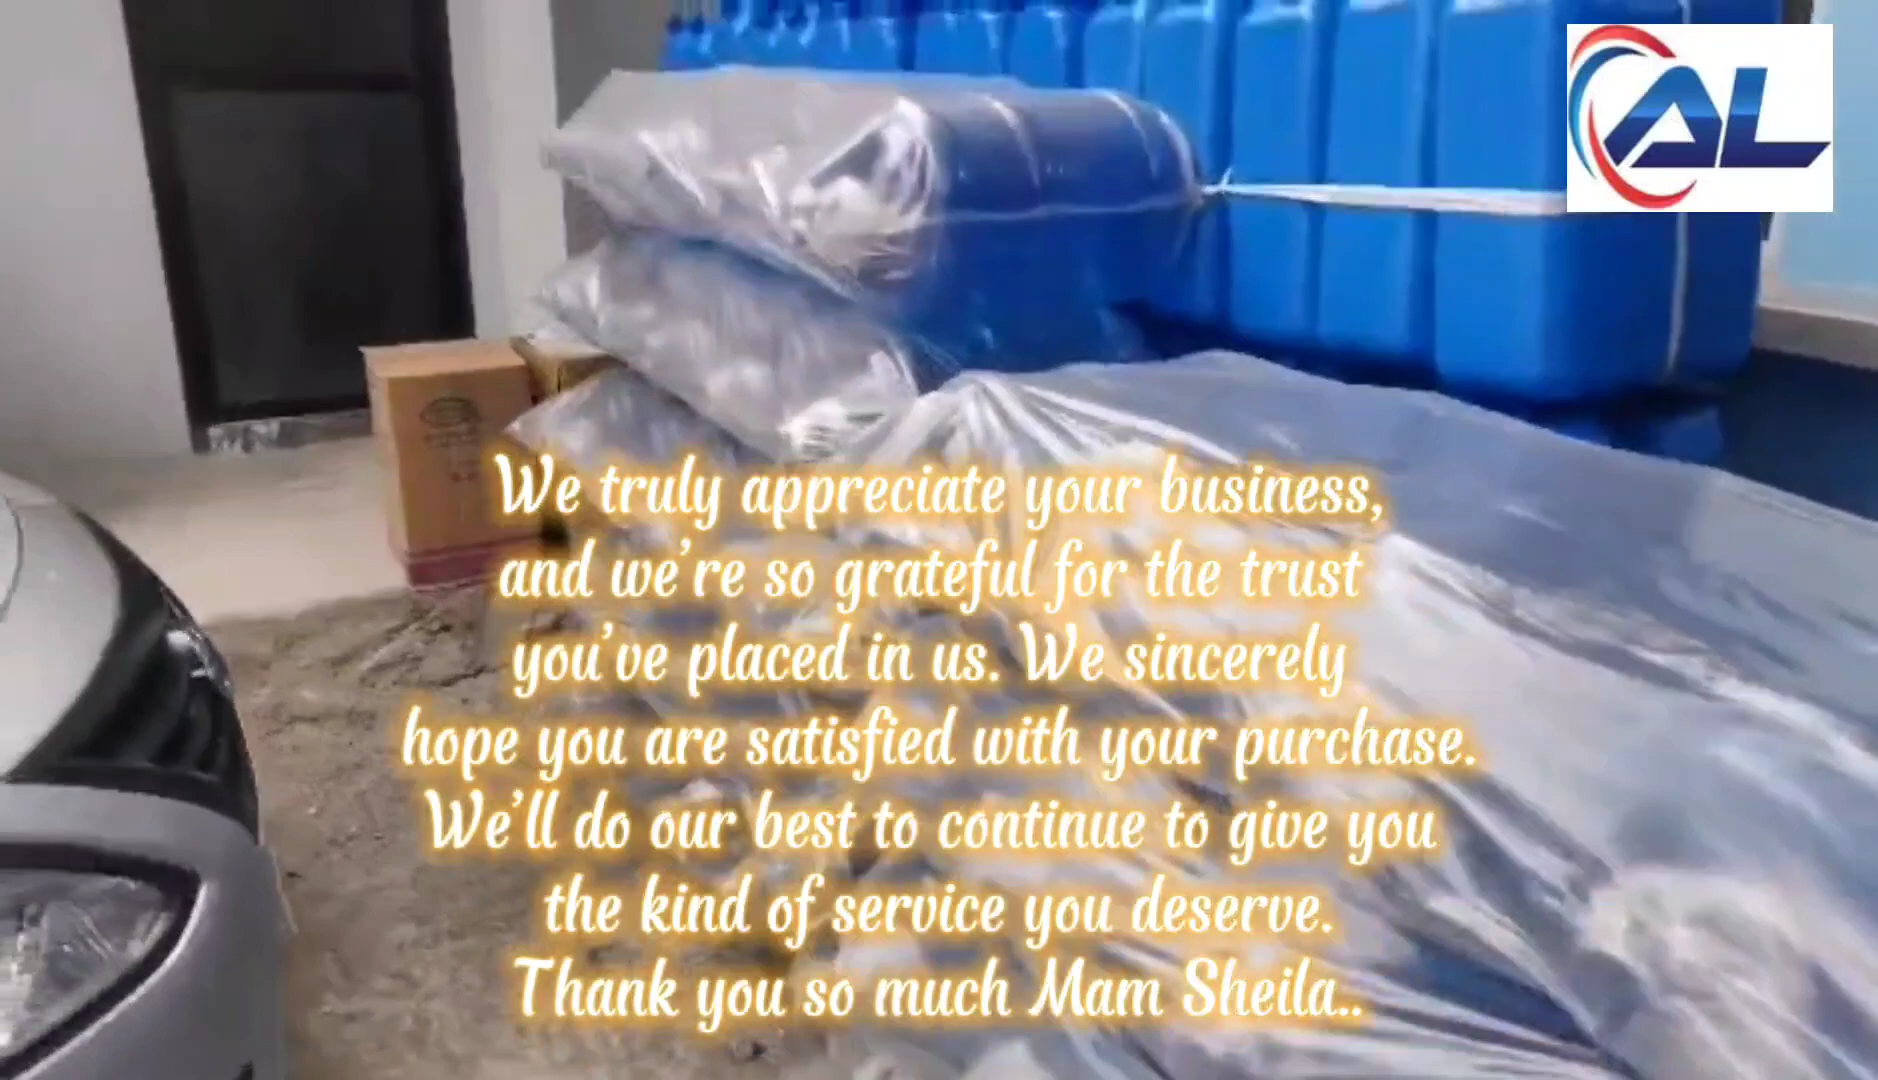 AL
We truly appreciate your business,
and we're so grateful for the trust
you've placed in us. We sincerely
hope you are satisfied with your purchase.
We'll do our best to continue to give you
the kind of service you deserve.
Thank you so much Mam Sheila..